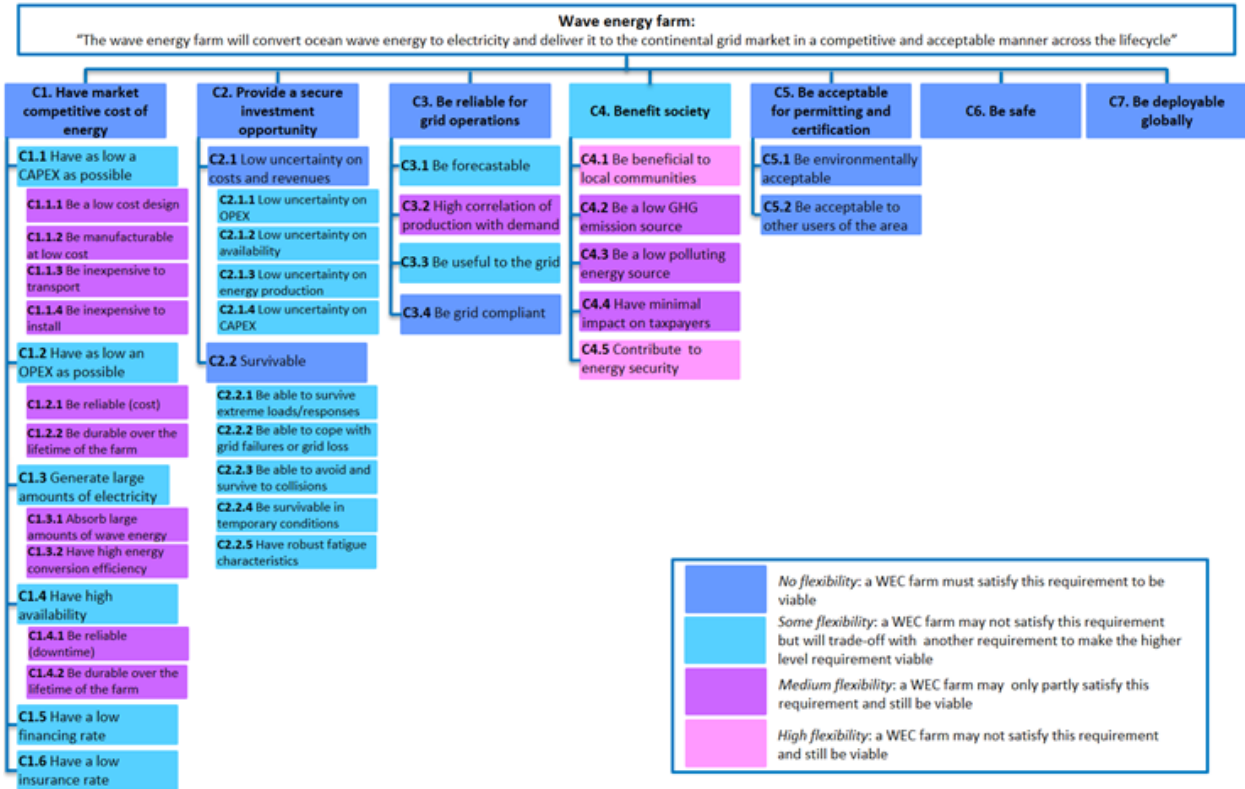 Wave energy farm:
"The wave energy farm will convert ocean wave energy to electricity and deliver it to the continental grid market in a competitive and acceptable manner across the lifecycle"
C1. Have market
competitive cost of
energy
C1.1 Have as low a
CAPEX as possible
C1.1.1 Be a low cost design
C1.1.2 Be manufacturable
at low cost
C1.1.3 Be inexpensive to
transport
C1.1.4 Be inexpensive to
install
C1.2 Have as low an
OPEX as possible
C1.2.1 Be reliable (cost)
C1.2.2 Be durable over the
lifetime of the farm
C1.3 Generate large
amounts of electricity
C1.3.1 Absorb large
amounts of wave energy
C1.3.2 Have high energy
conversion efficiency
C1.4 Have high
availability
C1.4.1 Be reliable
(downtime)
C1.4.2 Be durable over the
lifetime of the farm
C1.5 Have a low
financing rate
C1.6 Have a low
insurance rate
C2. Provide a secure
investment
opportunity
C2.1 Low uncertainty on
costs and revenues
C2.1.1 Low uncertainty on
OPEX
C2.1.2 Low uncertainty on
availability
C2.1.3 Low uncertainty on
energy production
C2.1.4 Low uncertainty on
CAPEX
C2.2 Survivable
C2.2.1 Be able to survive
extreme loads/responses
C2.2.2 Be able to cope with
grid failures or grid loss
C2.2.3 Be able to avoid and
survive to collisions
C2.2.4 Be survivable in
temporary conditions
C2.2.5 Have robust fatigue
characteristics
C3. Be reliable for
grid operations
C3.1 Be forecastable
C3.2 High correlation of
production with demand
C3.3 Be useful to the grid
C3.4 Be grid compliant
C4. Benefit society
C4.1 Be beneficial to
local communities
C4.2 Be a low GHG
emission source
C4.3 Be a low polluting
energy source
C4.4 Have minimal
impact on taxpayers
C4.5 Contribute to
energy security
C5. Be acceptable
for permitting and
certification
C5.1 Be environmentally
acceptable
C5.2 Be acceptable to
other users of the area
C6. Be safe
C7. Be deployable
globally
No flexibility: a WEC farm must satisfy this requirement to be
viable
Some flexibility: a WEC farm may not satisfy this requirement
but will trade-off with another requirement to make the higher
level requirement viable
Medium flexibility: a WEC farm may only partly satisfy this
requirement and still be viable
High flexibility: a WEC farm may not satisfy this requirement
and still be viable